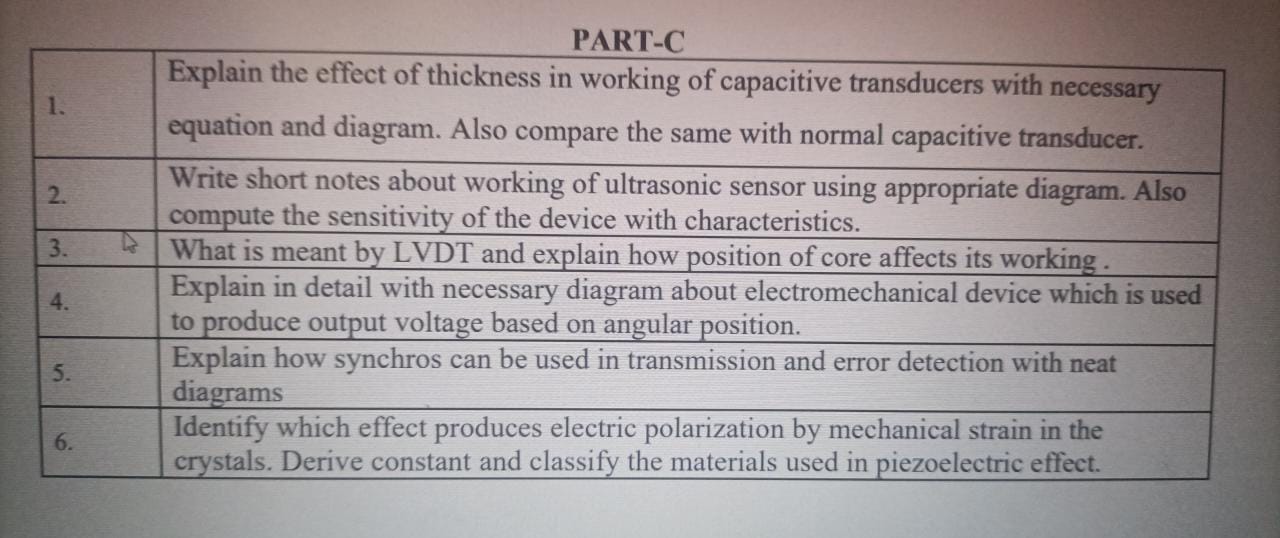 PART-C
1.
Explain the effect of thickness in working of capacitive transducers with necessary
equation and diagram. Also compare the same with normal capacitive transducer.
2.
Write short notes about working of ultrasonic sensor using appropriate diagram. Also
compute the sensitivity of the device with characteristics.
3.
What is meant by LVDT and explain how position of core affects its working .
4.
Explain in detail with necessary diagram about electromechanical device which is used
to produce output voltage based on angular position.
5.
Explain how synchros can be used in transmission and error detection with neat
diagrams
6.
Identify which effect produces electric polarization by mechanical strain in the
crystals. Derive constant and classify the materials used in piezoelectric effect.